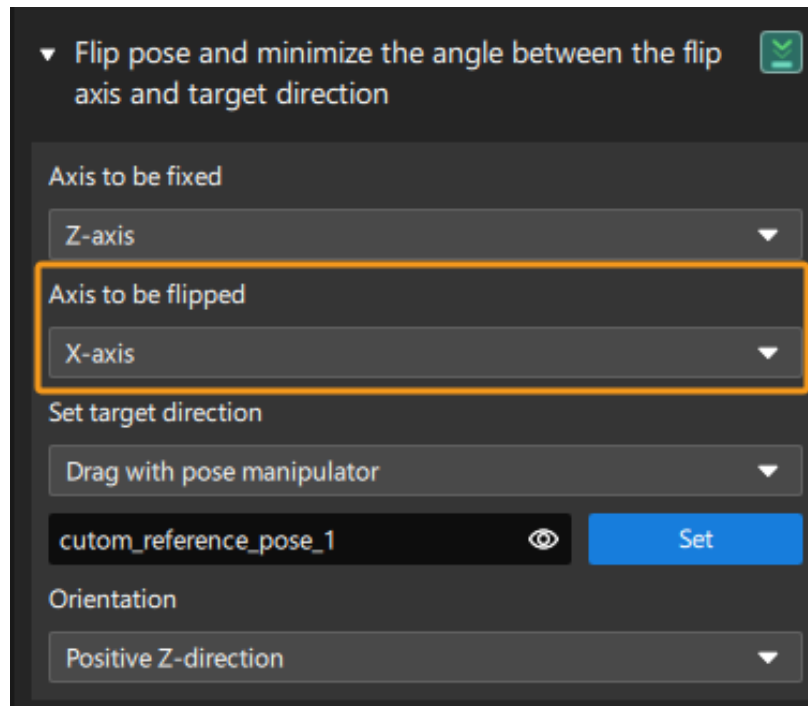 Flip pose and minimize the angle between the flip
axis and target direction
Axis to be fixed
Z-axis
Axis to be flipped
X-axis
Set target direction
Drag with pose manipulator
cutom_reference_pose_1
Set
Orientation
Positive Z-direction